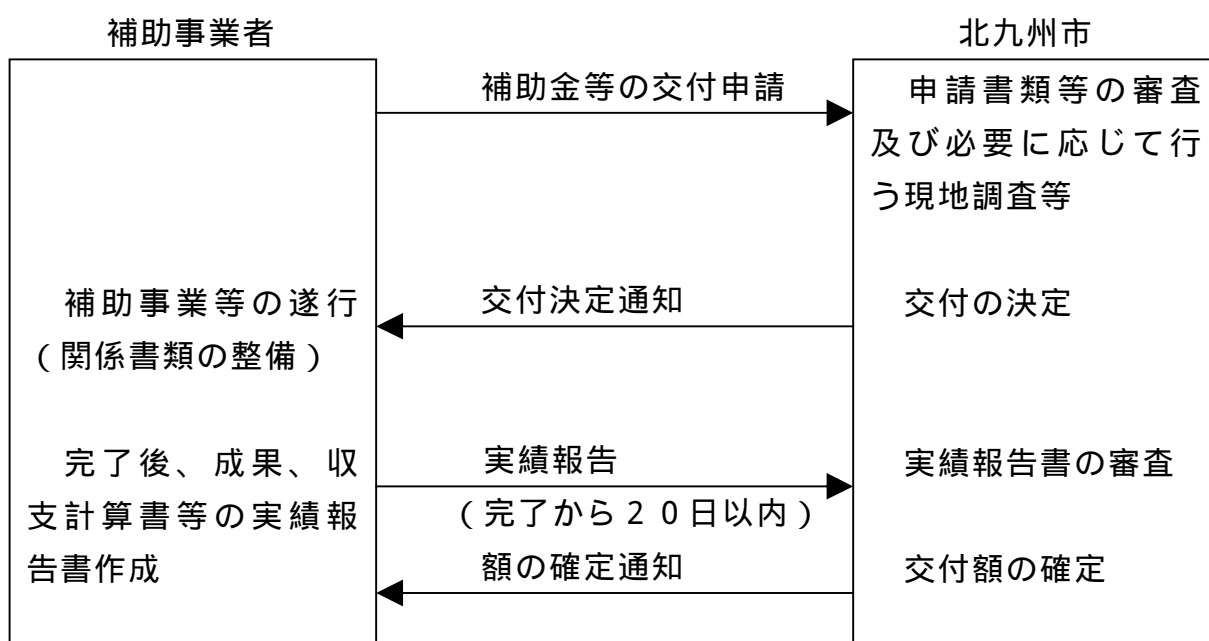 補助事業者
北九州市
補助金等の交付申請
申請書類等の審査
及び必要に応じて行
う現地調査等
補助事業等の遂行
(関係書類の整備)
交付決定通知
交付の決定
完了後、成果、収
支計算書等の実績報
告書作成
実績報告
(完了から20日以内)
実績報告書の審査
額の確定通知
交付額の確定